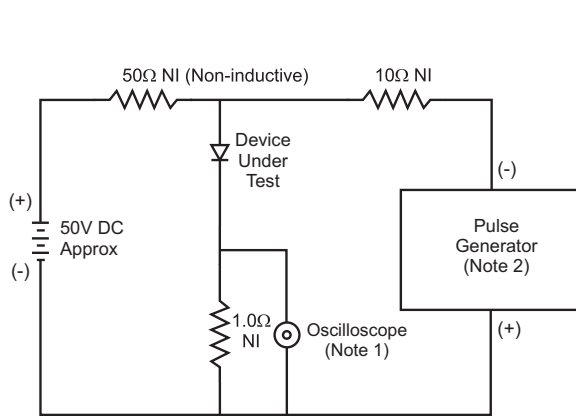 50Ω NI (Non-inductive)
10Ω NI
Device
Under
Test
(-)
(+)
50V DC
Approx
(-)
Pulse
Generator
(Note 2)
1.0Ω
NI
Oscilloscope
(Note 1)
(+)